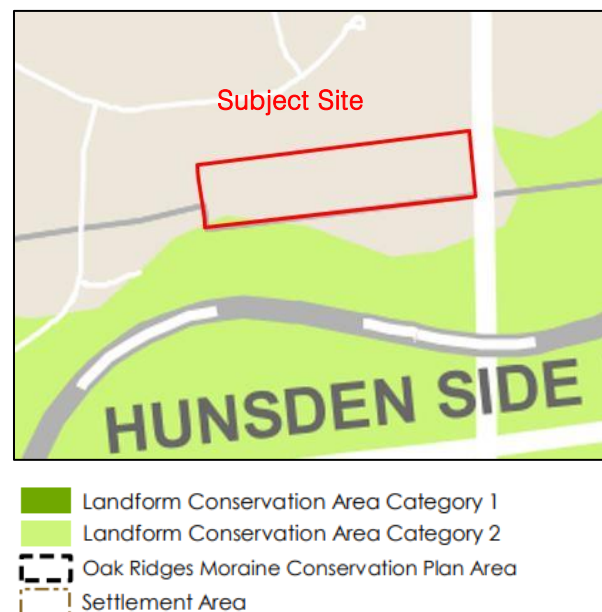 Subject Site
HUNSDEN SIDE
Landform Conservation Area Category 1
Landform Conservation Area Category 2
Oak Ridges Moraine Conservation Plan Area
Settlement Area